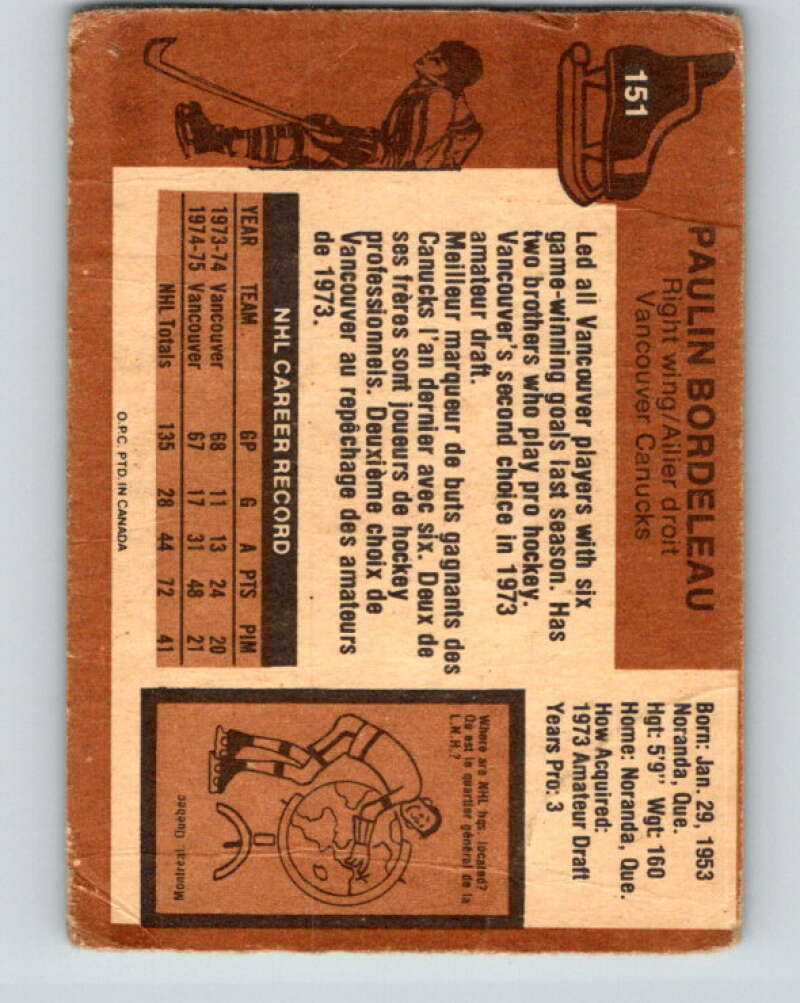 151
PAULIN BORDELEAU
Right wing/Ailier droit
Vancouver Canucks
Led all Vancouver players with six
game-winning goals last season. Has
two brothers who play pro hockey.
Vancouver's second choice in 1973
amateur draft.
Meilleur marqueur de buts gagnants des
Canucks l'an dernier avec six. Deux de
ses frères sont joueurs de hockey
professionnels. Deuxième choix de
Vancouver au repêchage des amateurs
de 1973.
NHL CAREER RECORD
YEAR TEAM GP G A PTS PIM
1973-74 Vancouver 68 11 13 24 20
1974-75 Vancouver 67 17 31 48 21
NHL Totals 135 28 44 72 41
O.P.C. PTD. IN CANADA
Born: Jan. 29, 1953
Noranda, Que.
Hgt: 5'9" Wgt: 160
Home: Noranda, Que.
How Acquired:
1973 Amateur Draft
Years Pro: 3
Where are NHL hqs. located?
Où est le quartier général de la
L.N.H.?
Montreal, Quebec